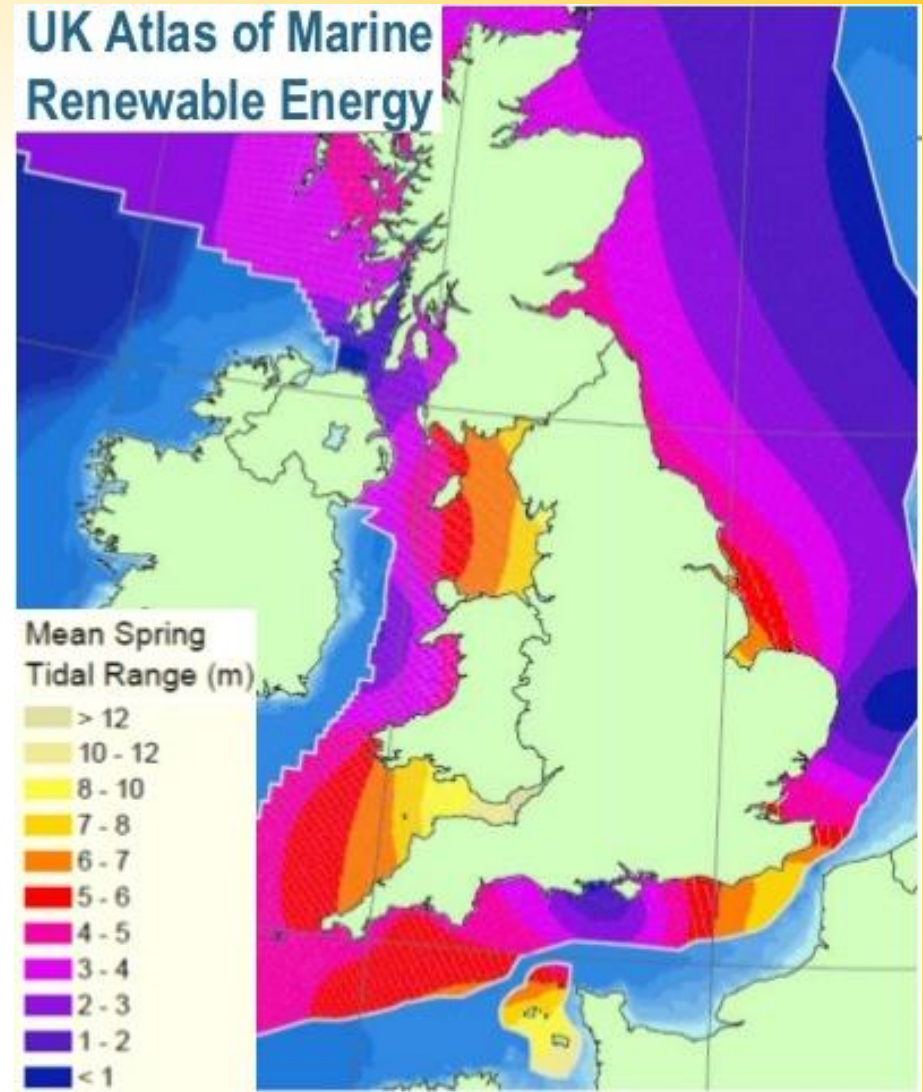 UK Atlas of Marine
Renewable Energy
Mean Spring
Tidal Range (m)
> 12
10 - 12
8 - 10
7 - 8
6 - 7
5 - 6
4 - 5
3 - 4
2 - 3
1 - 2
< 1